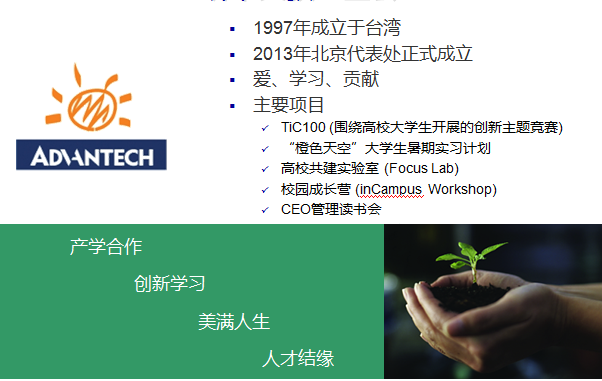 1997年成立于台湾
2013年北京代表处正式成立
爱、学习、贡献
主要项目
TiC100 (围绕高校大学生开展的创新主题竞赛)
“橙色天空”大学生暑期实习计划
高校共建实验室 (Focus Lab)
校园成长营 (inCampus Workshop)
CEO管理读书会
ADVANTECH
产学合作
创新学习
美满人生
人才结缘